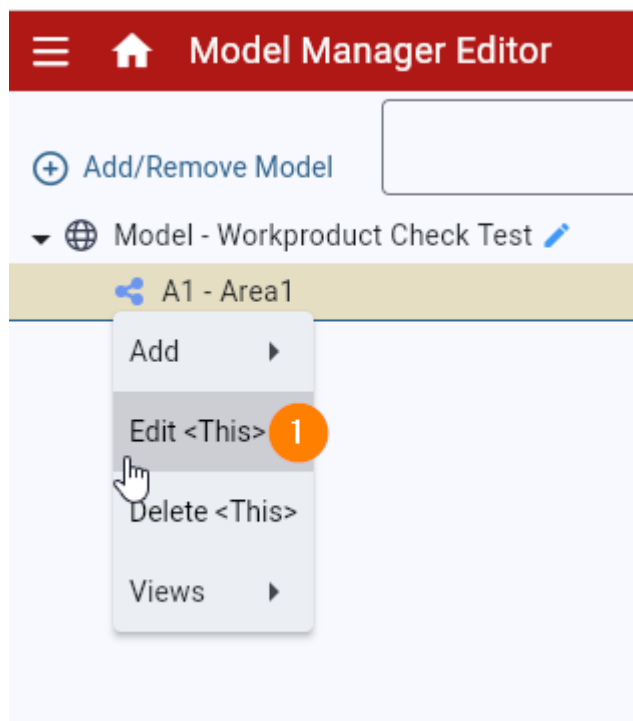 Model Manager Editor
Add/Remove Model
Model - Workproduct Check Test
A1 - Area1
Add
Edit <This> 1
Delete <This>
Views